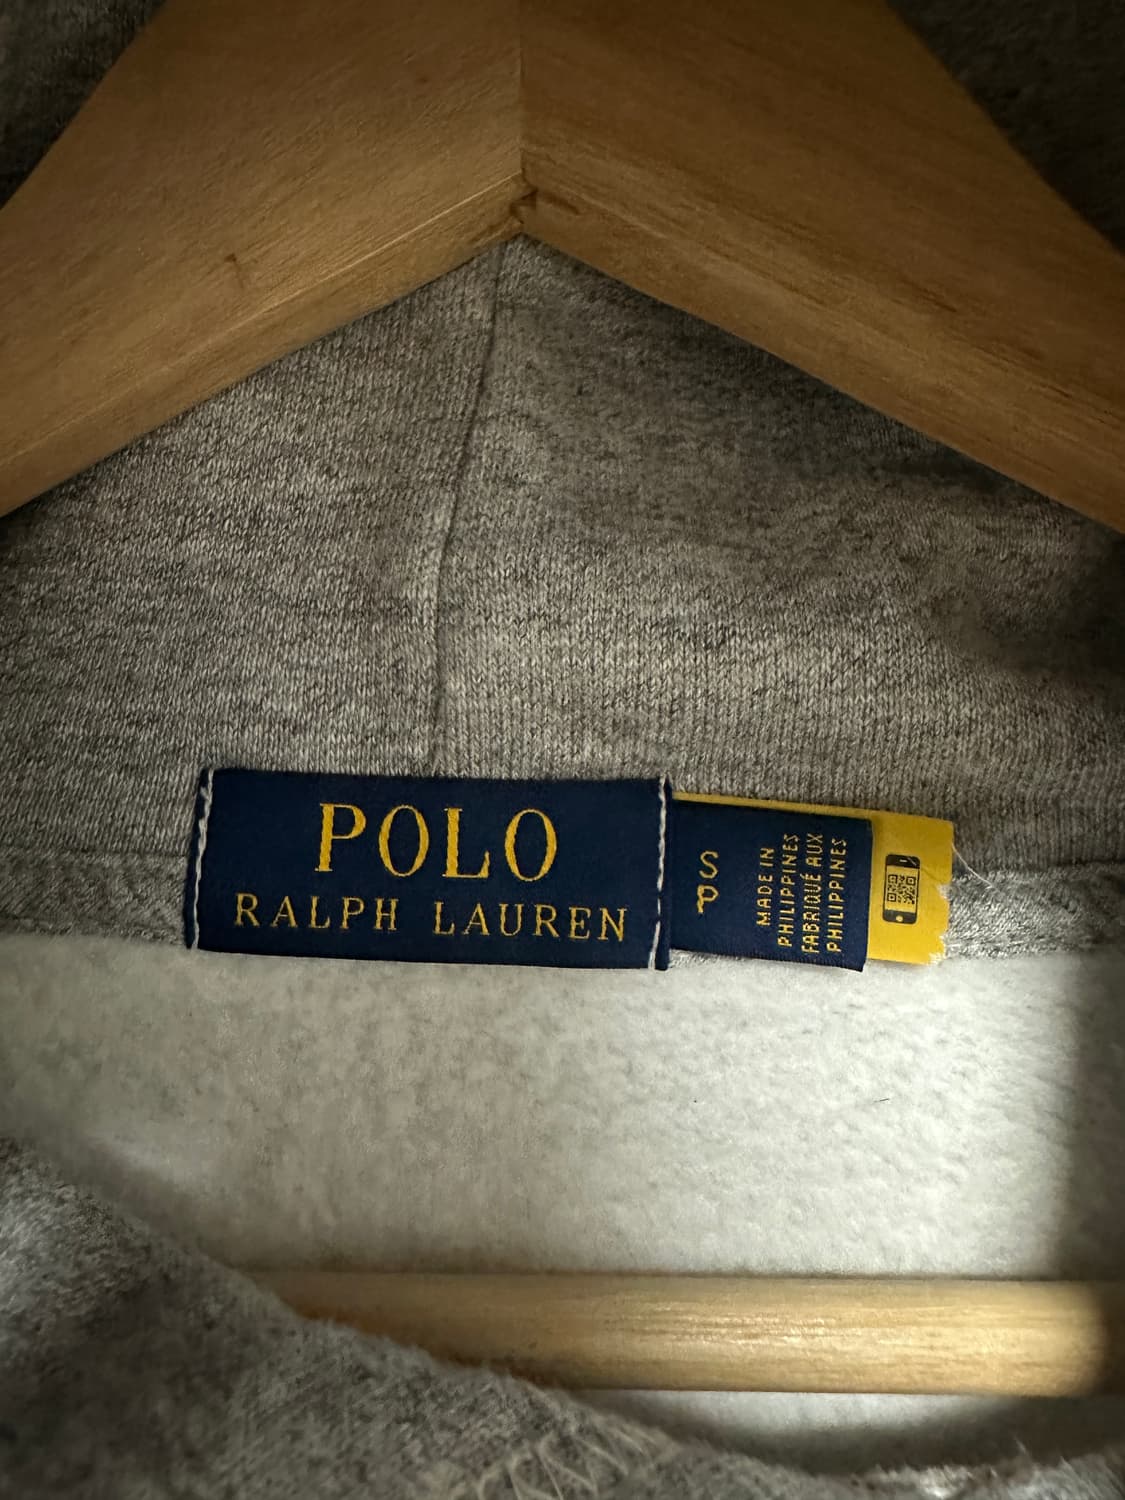 POLO
RALPH LAUREN
S
P
MADE IN
PHILIPPINES
FABRIQUÉ AUX
PHILIPPINES